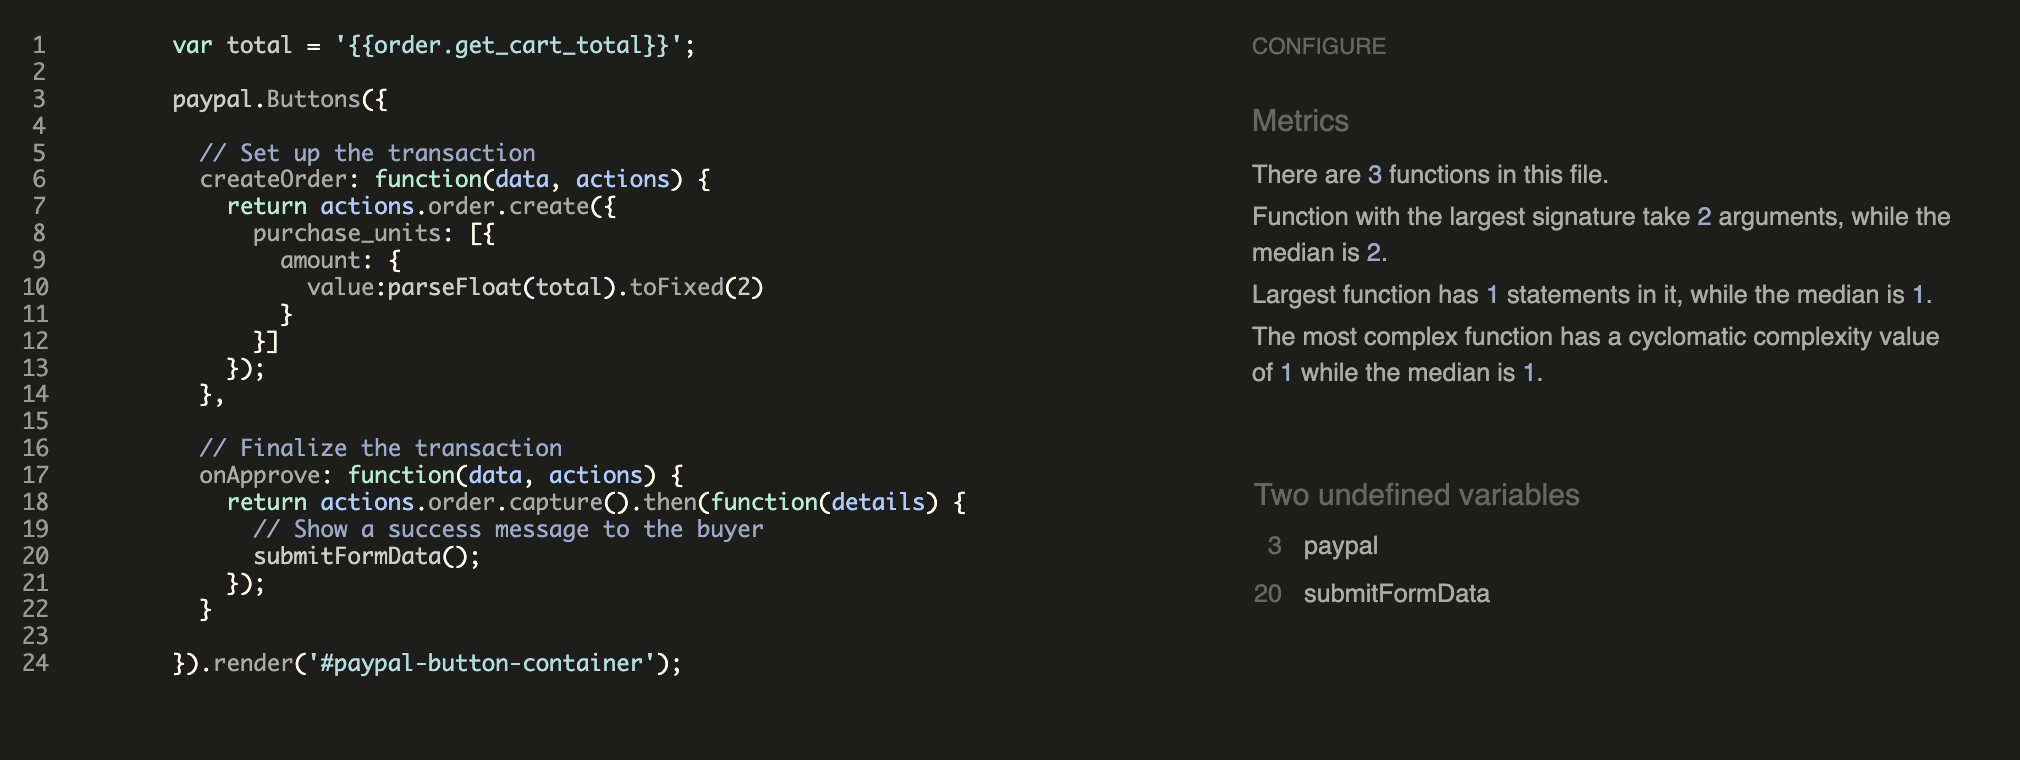 1 var total = '{{order.get_cart_total}}';
2
3 paypal.Buttons({
4
5 // Set up the transaction
6 createOrder: function(data, actions) {
7 return actions.order.create({
8 purchase_units: [{
9 amount: {
10 value:parseFloat(total).toFixed(2)
11 }
12 }]
13 });
14 },
15
16 // Finalize the transaction
17 onApprove: function(data, actions) {
18 return actions.order.capture().then(function(details) {
19 // Show a success message to the buyer
20 submitFormData();
21 });
22 }
23
24 }).render('#paypal-button-container');
CONFIGURE
Metrics
There are 3 functions in this file.
Function with the largest signature take 2 arguments, while the
median is 2.
Largest function has 1 statements in it, while the median is 1.
The most complex function has a cyclomatic complexity value
of 1 while the median is 1.
Two undefined variables
3 paypal
20 submitFormData